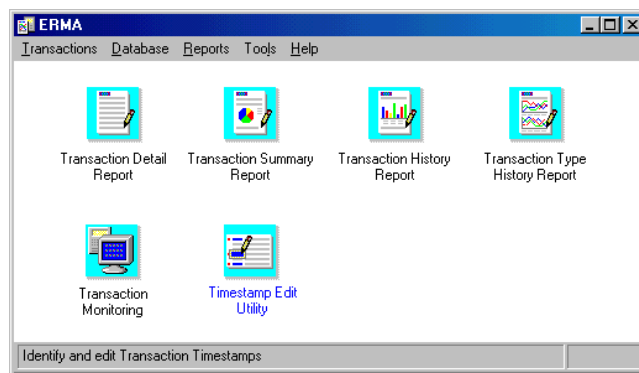 ERMA
Transactions Database Reports Tools Help
Transaction Detail Transaction Summary Transaction History Transaction Type
Report Report Report History Report
Transaction Timestamp Edit
Monitoring Utility
Identify and edit Transaction Timestamps